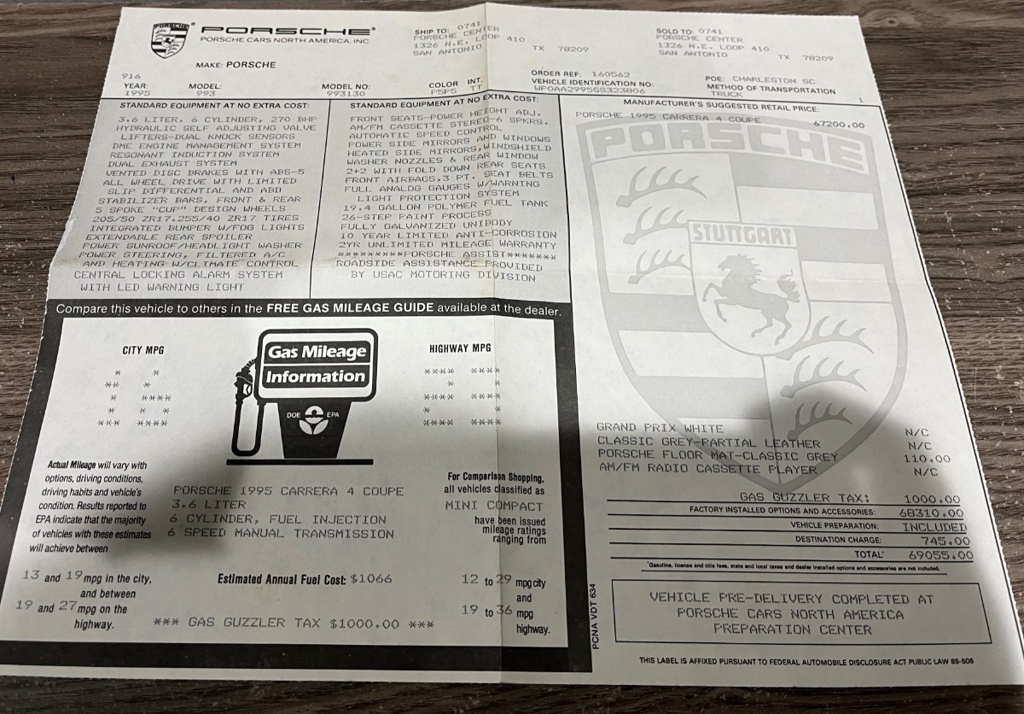 PORSCHE®
PORSCHE CARS NORTH AMERICA, INC.
SHIP TO: 0741
PORSCHE CENTER
1326 N.E. LOOP 410
SAN ANTONIO TX 78209
SOLD TO: 0741
PORSCHE CENTER
1326 N.E. LOOP 410
SAN ANTONIO TX 78209
MAKE: PORSCHE
916
YEAR: MODEL: MODEL NO: COLOR INT.
1995 993 993130 P5P5 TT
ORDER REF: 160562
VEHICLE IDENTIFICATION NO:
WP0AA2995SS323806
POE: CHARLESTON SC
METHOD OF TRANSPORTATION
TRUCK 1
STANDARD EQUIPMENT AT NO EXTRA COST:
3.6 LITER, 6 CYLINDER, 270 BHP
HYDRAULIC SELF ADJUSTING VALVE
LIFTERS-DUAL KNOCK SENSORS
DME ENGINE MANAGEMENT SYSTEM
RESONANT INDUCTION SYSTEM
DUAL EXHAUST SYSTEM
VENTED DISC BRAKES WITH ABS-5
ALL WHEEL DRIVE WITH LIMITED
SLIP DIFFERENTIAL AND ABD
STABILIZER BARS, FRONT & REAR
5 SPOKE "CUP" DESIGN WHEELS
205/50 ZR17,255/40 ZR17 TIRES
INTEGRATED BUMPER W/FOG LIGHTS
EXTENDABLE REAR SPOILER
POWER SUNROOF/HEADLIGHT WASHER
POWER STEERING, FILTERED A/C
AND HEATING W/CLIMATE CONTROL
CENTRAL LOCKING ALARM SYSTEM
WITH LED WARNING LIGHT
STANDARD EQUIPMENT AT NO EXTRA COST:
FRONT SEATS-POWER HEIGHT ADJ.
AM/FM CASSETTE STEREO-6 SPKRS.
AUTOMATIC SPEED CONTROL
POWER SIDE MIRRORS AND WINDOWS
HEATED SIDE MIRRORS,WINDSHIELD
WASHER NOZZLES & REAR WINDOW
2+2 WITH FOLD DOWN REAR SEATS
FRONT AIRBAGS,3 PT. SEAT BELTS
FULL ANALOG GAUGES W/WARNING
LIGHT PROTECTION SYSTEM
19.4 GALLON POLYMER FUEL TANK
26-STEP PAINT PROCESS
FULLY GALVANIZED UNIBODY
10 YEAR LIMITED ANTI-CORROSION
2YR UNLIMITED MILEAGE WARRANTY
********PORSCHE ASSIST*******
ROADSIDE ASSISTANCE PROVIDED
BY USAC MOTORING DIVISION
MANUFACTURER'S SUGGESTED RETAIL PRICE:
PORSCHE 1995 CARRERA 4 COUPE 67200.00
PORSCHE
STUTTGART
GRAND PRIX WHITE N/C
CLASSIC GREY-PARTIAL LEATHER N/C
PORSCHE FLOOR MAT-CLASSIC GREY 110.00
AM/FM RADIO CASSETTE PLAYER N/C
GAS GUZZLER TAX: 1000.00
FACTORY INSTALLED OPTIONS AND ACCESSORIES: 68310.00
VEHICLE PREPARATION: INCLUDED
DESTINATION CHARGE: 745.00
TOTAL* 69055.00
*Gasoline, license and title fees, state and local taxes and dealer installed options and accessories are not included.
VEHICLE PRE-DELIVERY COMPLETED AT
PORSCHE CARS NORTH AMERICA
PREPARATION CENTER
THIS LABEL IS AFFIXED PURSUANT TO FEDERAL AUTOMOBILE DISCLOSURE ACT PUBLIC LAW 85-506
PCNA VDT 634
Compare this vehicle to others in the FREE GAS MILEAGE GUIDE available at the dealer.
CITY MPG
Gas Mileage
Information
DOE EPA
HIGHWAY MPG
Actual Mileage will vary with
options, driving conditions,
driving habits and vehicle's
condition. Results reported to
EPA indicate that the majority
of vehicles with these estimates
will achieve between
13 and 19 mpg in the city,
and between
19 and 27 mpg on the
highway.
PORSCHE 1995 CARRERA 4 COUPE
3.6 LITER
6 CYLINDER, FUEL INJECTION
6 SPEED MANUAL TRANSMISSION
Estimated Annual Fuel Cost: $1066
*** GAS GUZZLER TAX $1000.00 ***
For Comparison Shopping,
all vehicles classified as
MINI COMPACT
have been issued
mileage ratings
ranging from
12 to 29 mpg city
and
19 to 36 mpg
highway.